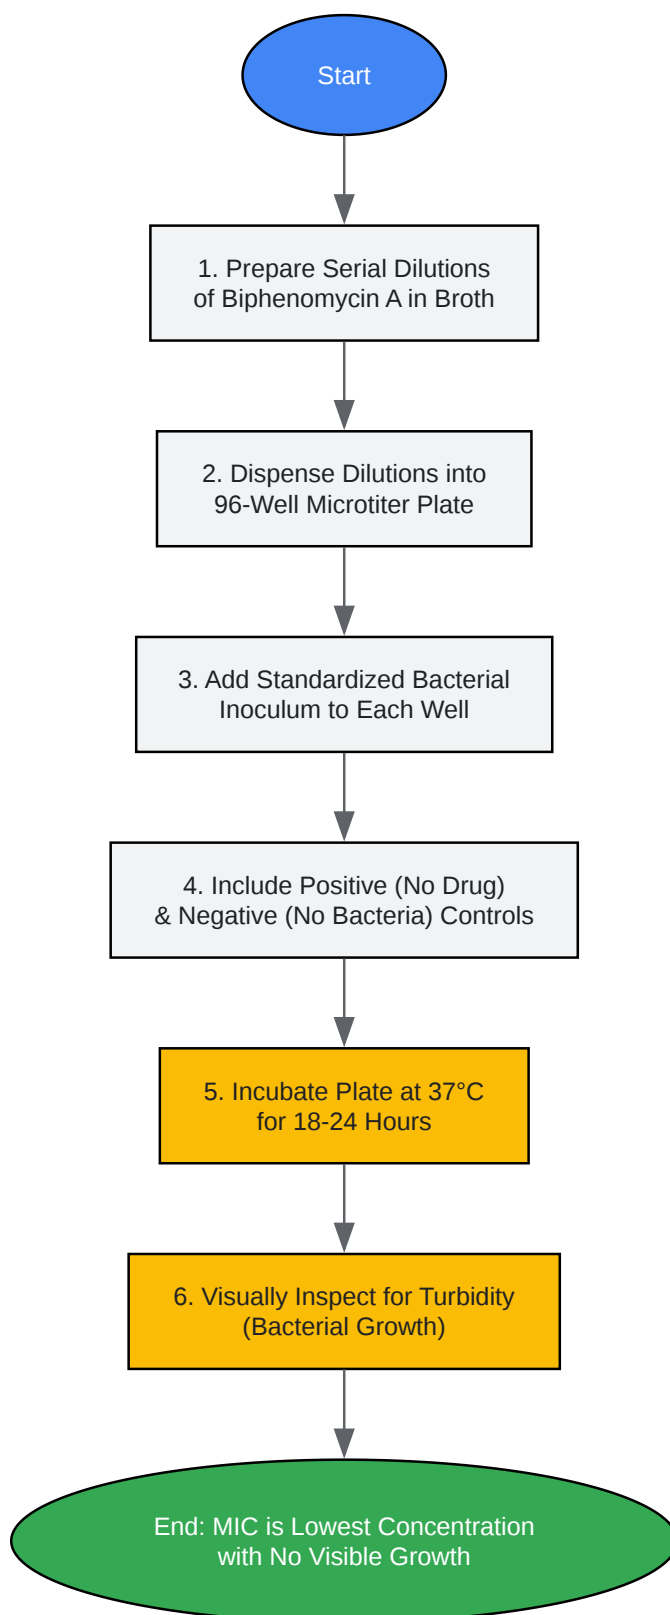 Start
1. Prepare Serial Dilutions
of Biphenomycin A in Broth
2. Dispense Dilutions into
96-Well Microtiter Plate
3. Add Standardized Bacterial
Inoculum to Each Well
4. Include Positive (No Drug)
& Negative (No Bacteria) Controls
5. Incubate Plate at 37°C
for 18-24 Hours
6. Visually Inspect for Turbidity
(Bacterial Growth)
End: MIC is Lowest Concentration
with No Visible Growth